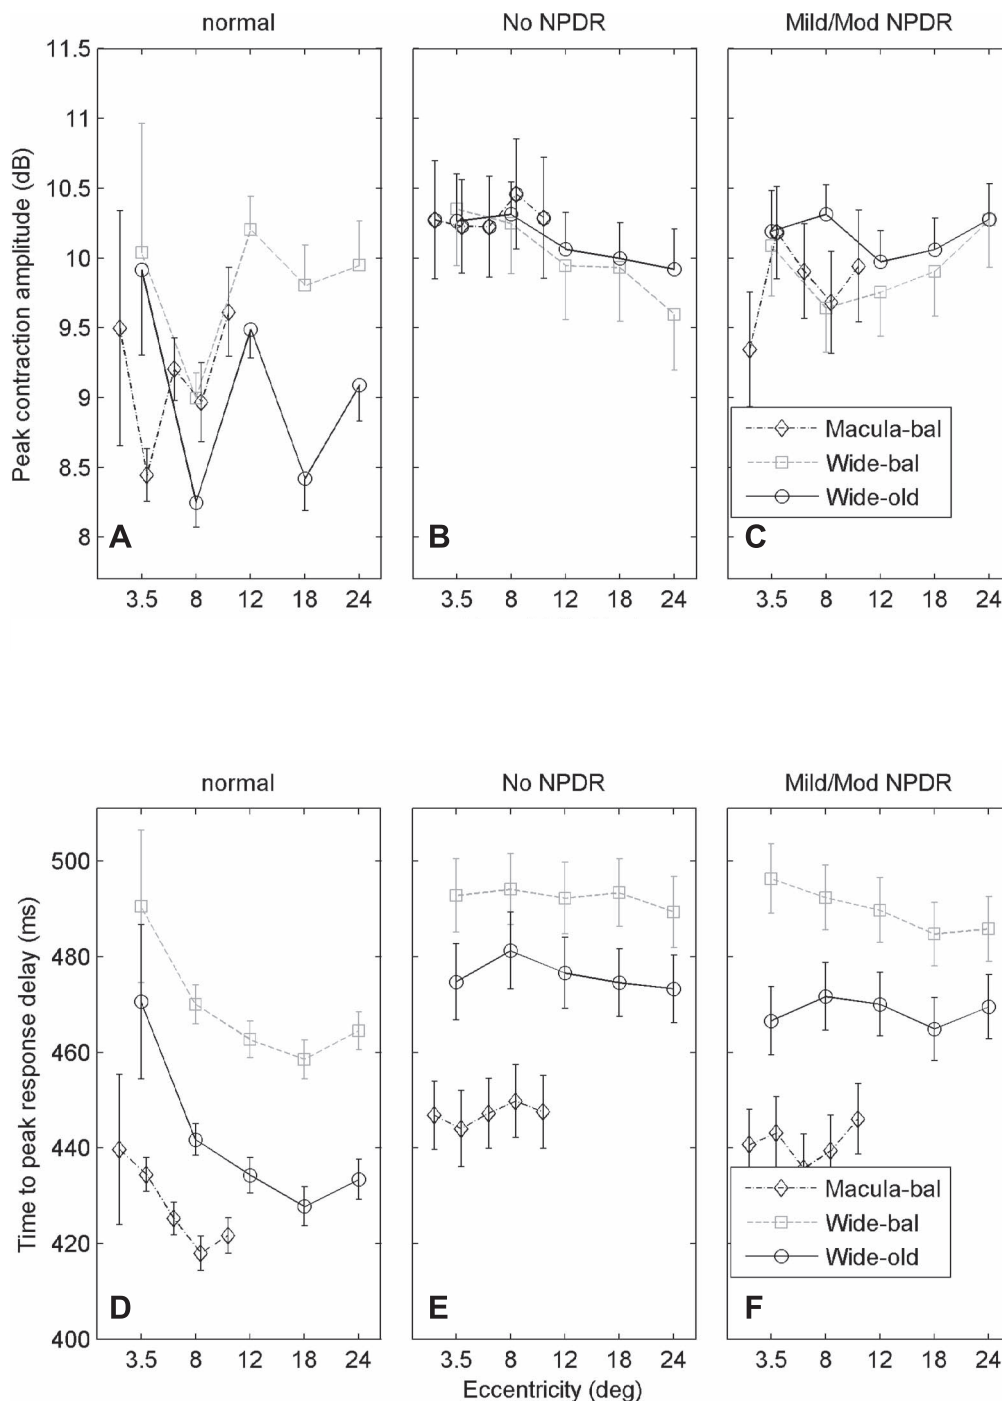 normal No NPDR Mild/Mod NPDR
11.5
11
10.5
10
9.5
9
8.5
8
Peak contraction amplitude (dB)
Macula-bal
Wide-bal
Wide-old
A B C
3.5 8 12 18 24 3.5 8 12 18 24 3.5 8 12 18 24
normal No NPDR Mild/Mod NPDR
500
480
460
440
420
400
Time to peak response delay (ms)
Macula-bal
Wide-bal
Wide-old
D E F
3.5 8 12 18 24 3.5 8 12 18 24 3.5 8 12 18 24
Eccentricity (deg)